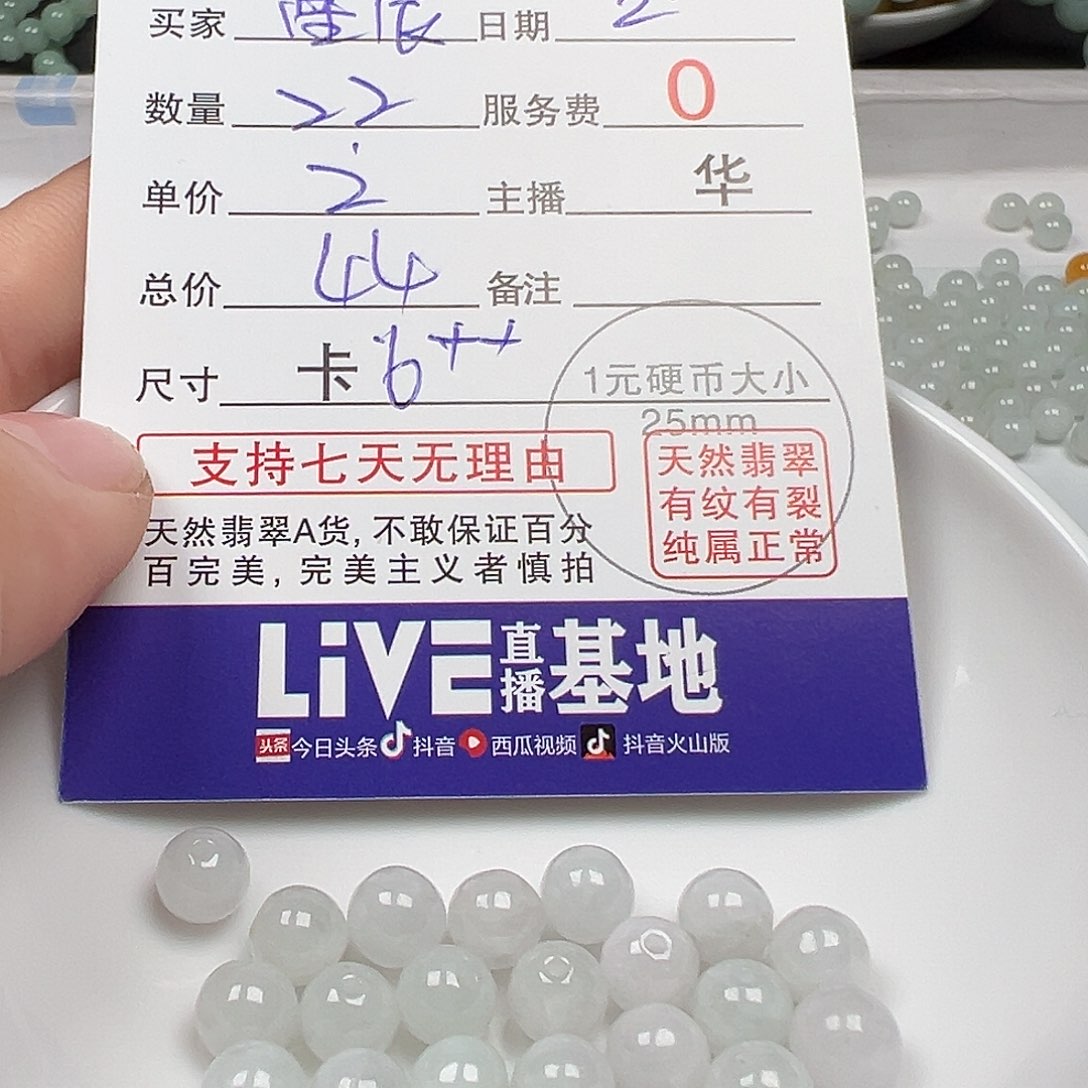 买家 隆辰 日期 2
数量 22 服务费 0
单价 2 主播 华
总价 44 备注
尺寸 卡6++ 1元硬币大小
25mm
支持七天无理由
天然翡翠
有纹有裂
纯属正常
天然翡翠A货,不敢保证百分
百完美,完美主义者慎拍
LiVE直播基地
头条 今日头条 抖音 西瓜视频 抖音火山版